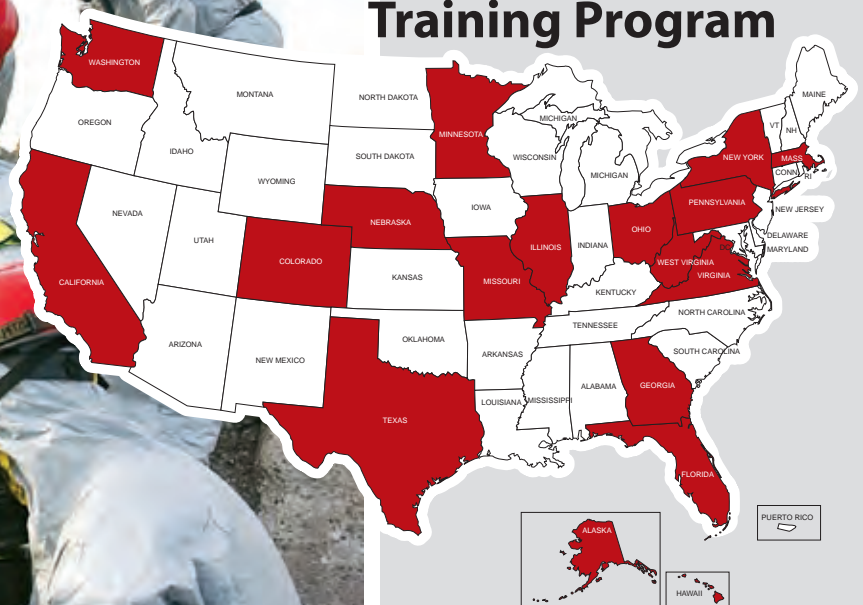 Training Program
WASHINGTON
MONTANA
NORTH DAKOTA
MAINE
OREGON
MINNESOTA
MICHIGAN
VT
NH
IDAHO
SOUTH DAKOTA
WISCONSIN
NEW YORK
MASS
WYOMING
MICHIGAN
CONN
RI
NEVADA
IOWA
PENNSYLVANIA
NEW JERSEY
UTAH
NEBRASKA
ILLINOIS
INDIANA
OHIO
DELAWARE
DC
MARYLAND
COLORADO
KANSAS
MISSOURI
WEST VIRGINIA
VIRGINIA
CALIFORNIA
KENTUCKY
NORTH CAROLINA
ARIZONA
NEW MEXICO
OKLAHOMA
ARKANSAS
TENNESSEE
SOUTH CAROLINA
TEXAS
LOUISIANA
MISSISSIPPI
ALABAMA
GEORGIA
FLORIDA
ALASKA
PUERTO RICO
HAWAII